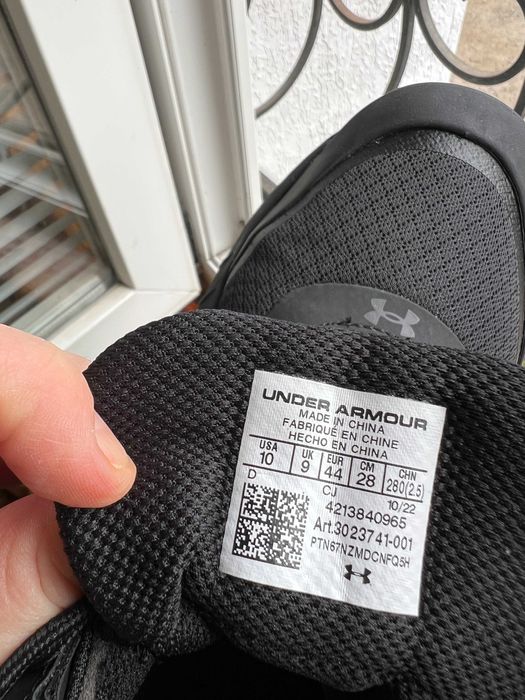 UNDER ARMOUR
MADE IN CHINA
FABRIQUÉ EN CHINE
HECHO EN CHINA
USA UK EUR CM CHN
10 9 44 28 280(2.5)
D CIJ 10/22
4213840965
Art.3023741-001
PTN67NZMDCNFQ5H